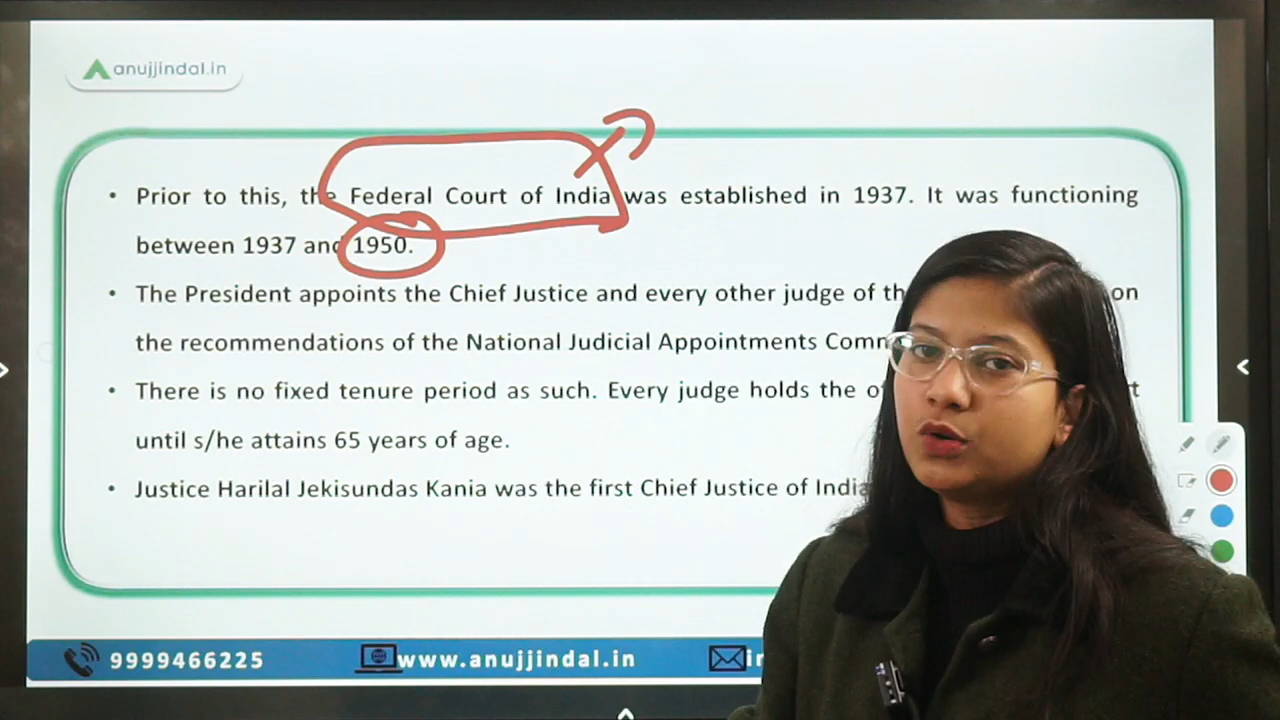 anujjindal.in
• Prior to this, the Federal Court of India was established in 1937. It was functioning
between 1937 and 1950.
• The President appoints the Chief Justice and every other judge of on
the recommendations of the National Judicial Appointments
• There is no fixed tenure period as such. Every judge holds the
until s/he attains 65 years of age.
• Justice Harilal Jekisundas Kania was the first Chief Justice of India
9999466225 www.anujjindal.in